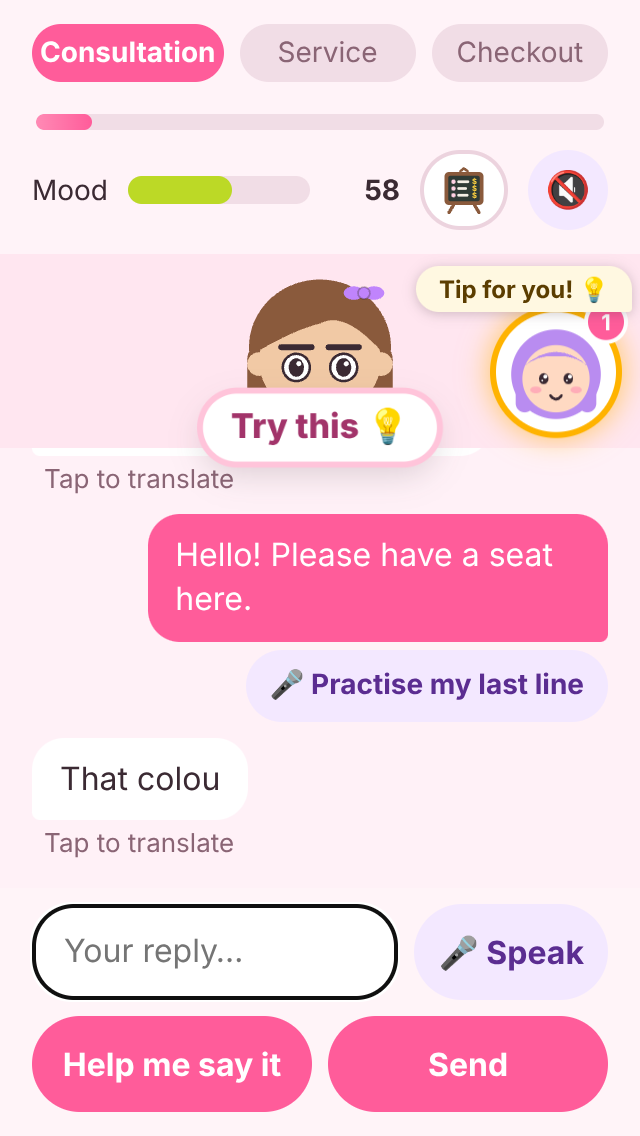 Consultation
Service
Checkout
Mood
58
Tip for you! 💡
1
Try this 💡
Tap to translate
Hello! Please have a seat
here.
🎤 Practise my last line
That colou
Tap to translate
Your reply...
🎤 Speak
Help me say it
Send